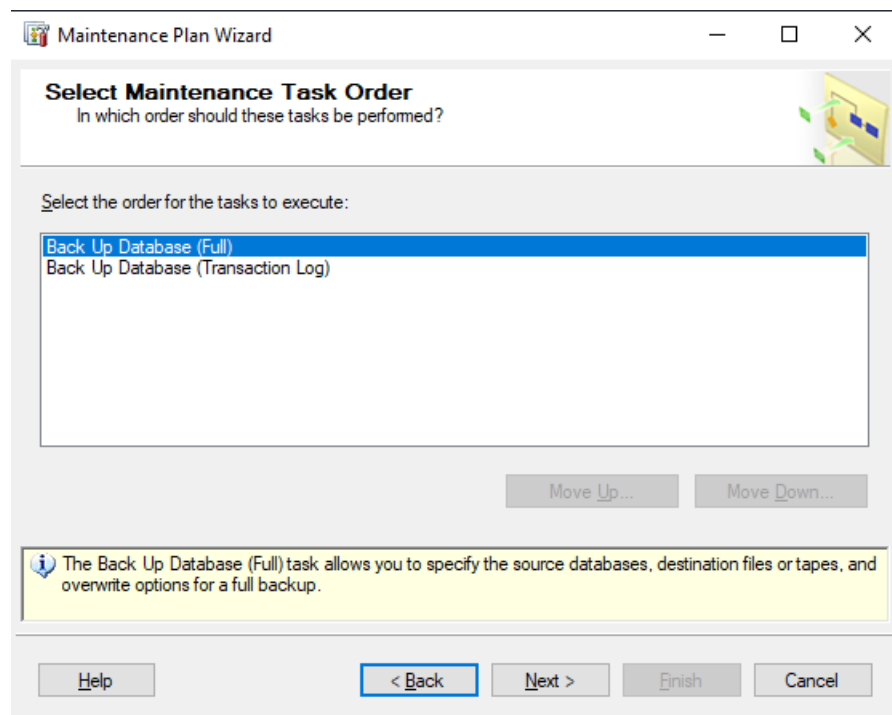 Maintenance Plan Wizard
Select Maintenance Task Order
In which order should these tasks be performed?
Select the order for the tasks to execute:
Back Up Database (Full)
Back Up Database (Transaction Log)
Move Up...
Move Down...
The Back Up Database (Full) task allows you to specify the source databases, destination files or tapes, and
overwrite options for a full backup.
Help
< Back
Next >
Finish
Cancel